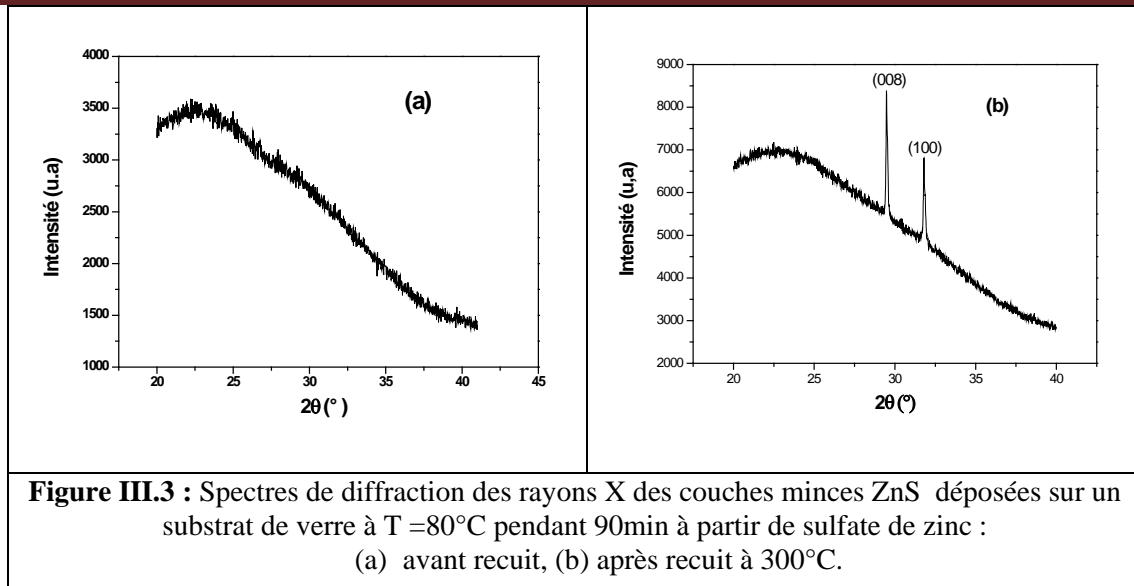 4000
3500
3000
2500
2000
1500
1000
Intensité (u.a)
(a)
20 25 30 35 40 45
2θ (° )
9000
8000
7000
6000
5000
4000
3000
2000
Intensité (u,a)
(008)
(100)
(b)
20 25 30 35 40
2θ (°)
Figure III.3 : Spectres de diffraction des rayons X des couches minces ZnS déposées sur un
substrat de verre à T =80°C pendant 90min à partir de sulfate de zinc :
(a) avant recuit, (b) après recuit à 300°C.